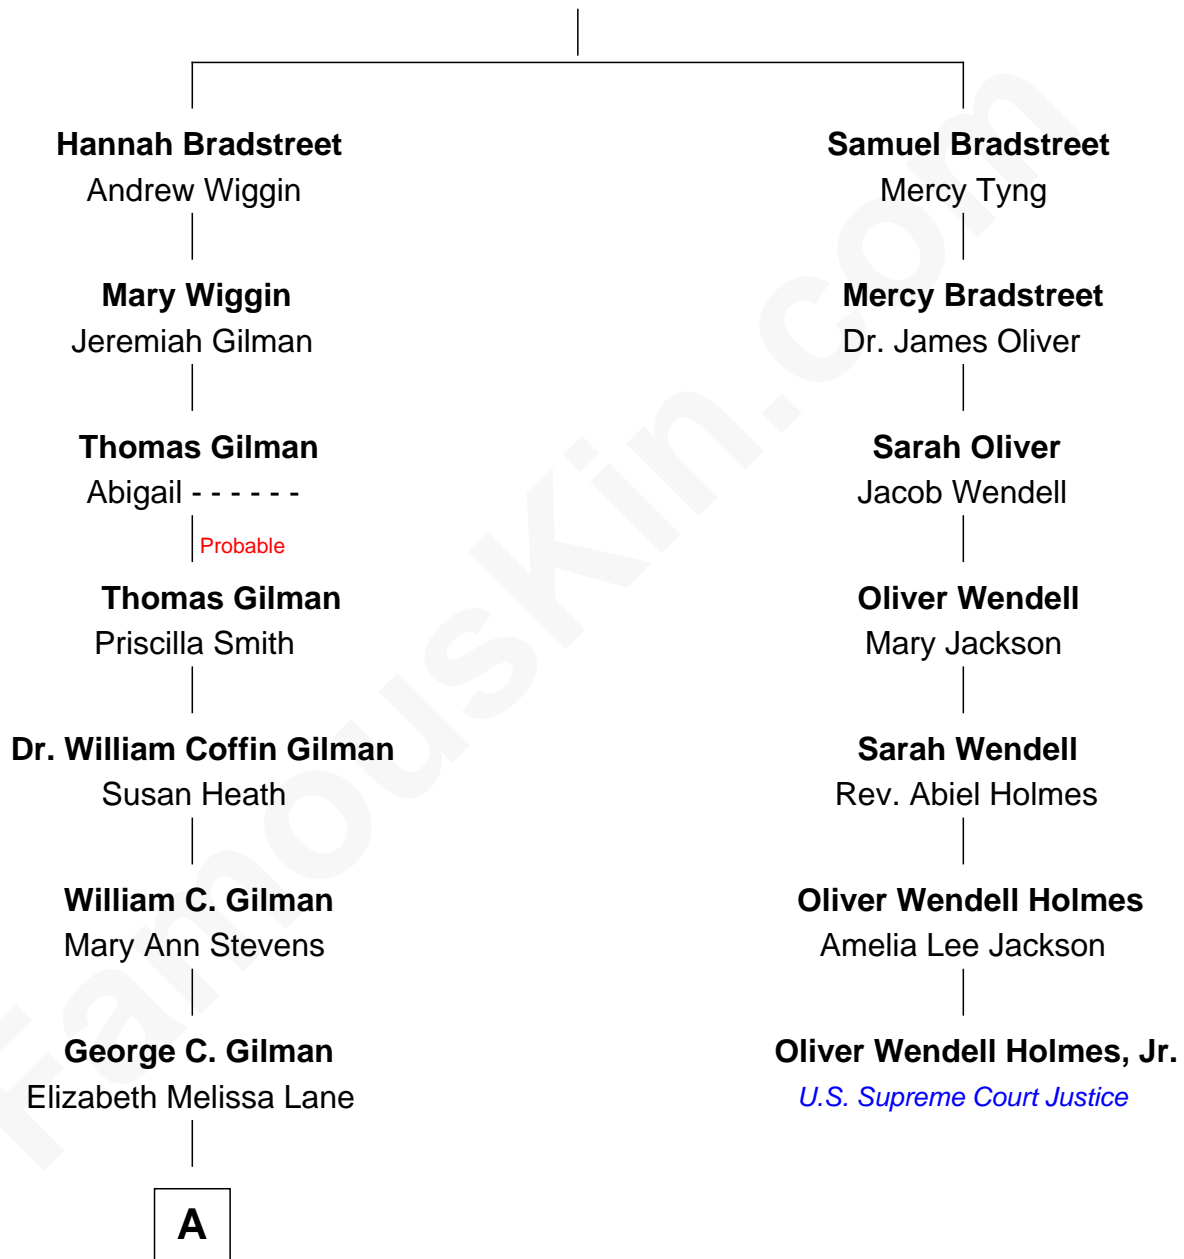 Hannah Bradstreet
Andrew Wiggin
Mary Wiggin
Jeremiah Gilman
Thomas Gilman
Abigail - - - - - -
Probable
Thomas Gilman
Priscilla Smith
Dr. William Coffin Gilman
Susan Heath
William C. Gilman
Mary Ann Stevens
George C. Gilman
Elizabeth Melissa Lane
A
Samuel Bradstreet
Mercy Tyng
Mercy Bradstreet
Dr. James Oliver
Sarah Oliver
Jacob Wendell
Oliver Wendell
Mary Jackson
Sarah Wendell
Rev. Abiel Holmes
Oliver Wendell Holmes
Amelia Lee Jackson
Oliver Wendell Holmes, Jr.
U.S. Supreme Court Justice
FamousKin.com